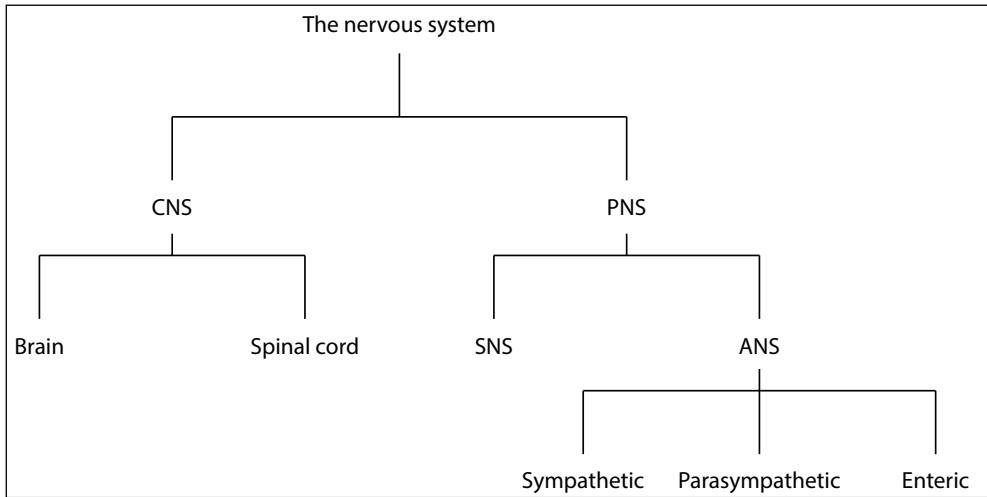 The nervous system
CNS PNS
Brain Spinal cord SNS ANS
Sympathetic Parasympathetic Enteric